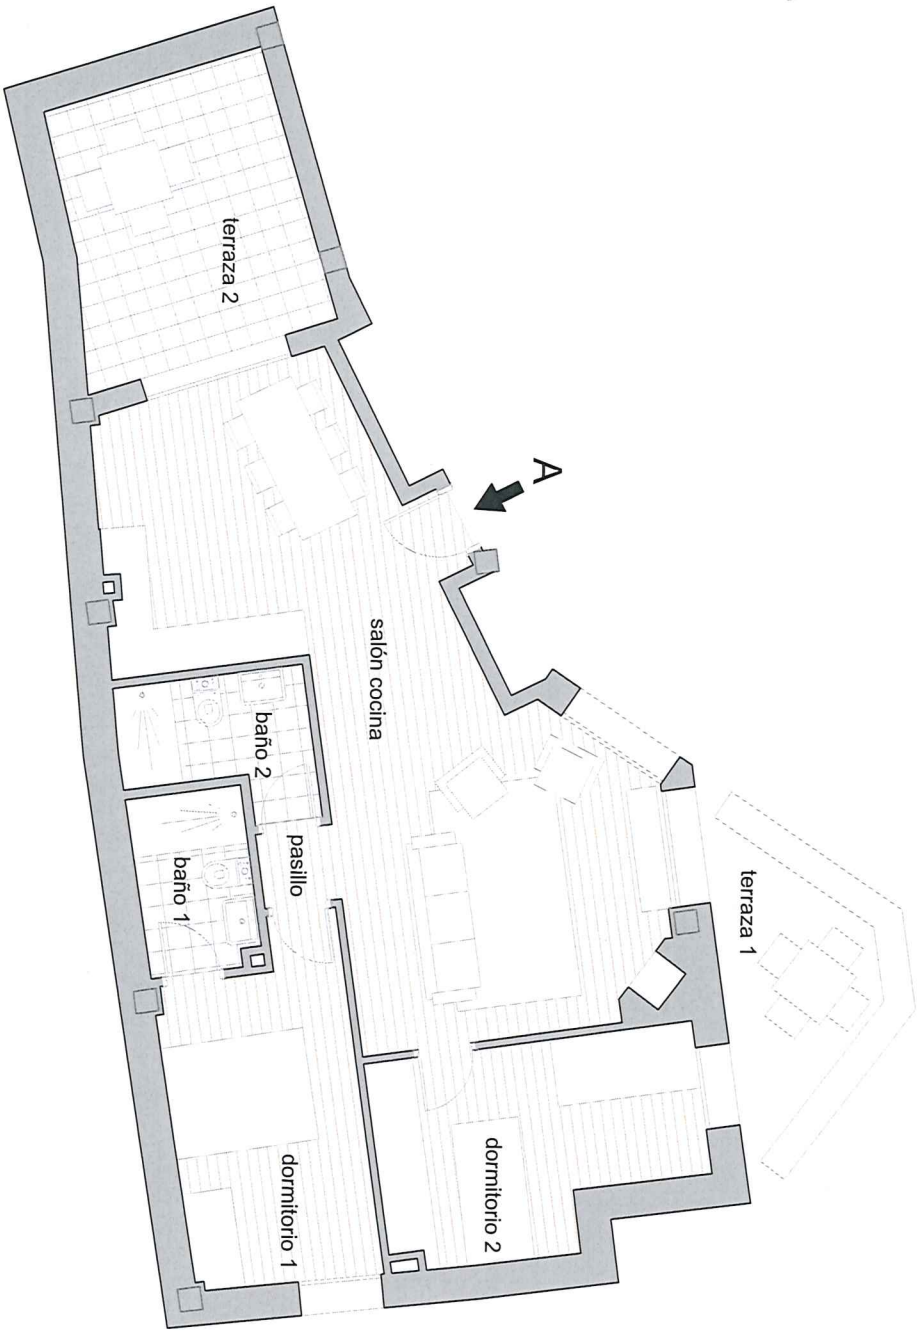 terraza 2
A
salón cocina
baño 2
pasillo
baño 1
terraza 1
dormitorio 1
dormitorio 2